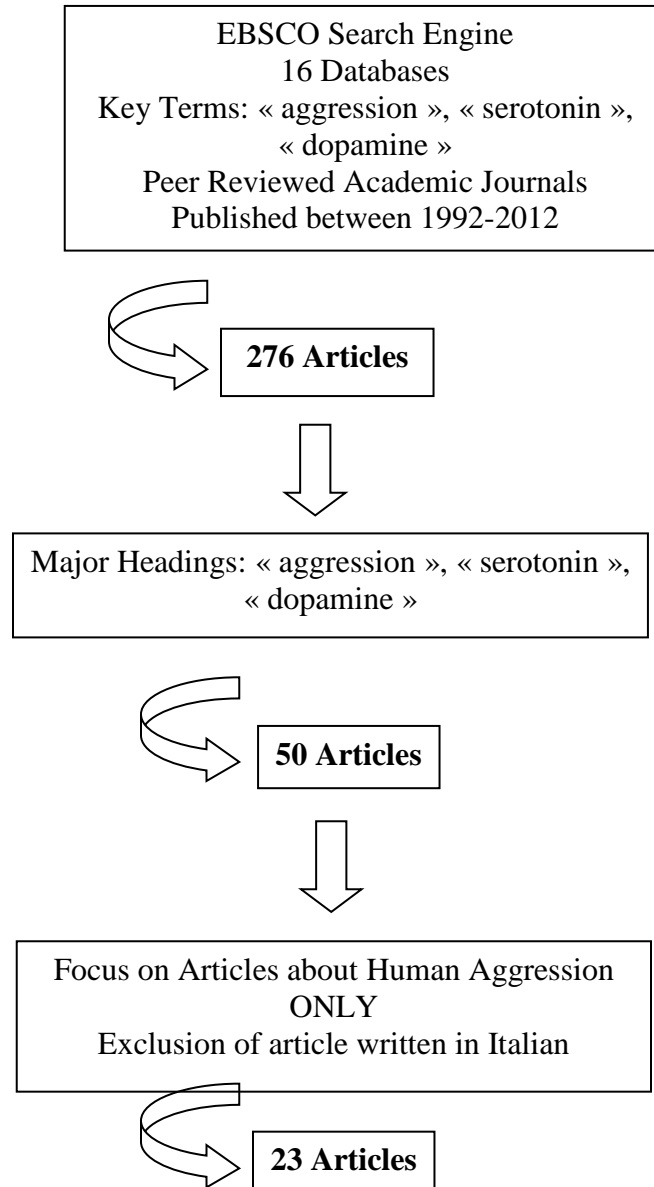 EBSCO Search Engine
16 Databases
Key Terms: « aggression », « serotonin »,
« dopamine »
Peer Reviewed Academic Journals
Published between 1992-2012
276 Articles
Major Headings: « aggression », « serotonin »,
« dopamine »
50 Articles
Focus on Articles about Human Aggression
ONLY
Exclusion of article written in Italian
23 Articles